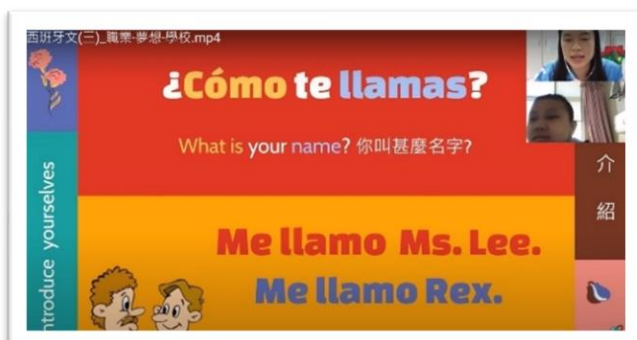 西班牙文(三)_職業-夢想-學校.mp4
¿Cómo te llamas?
What is your name? 你叫甚麼名字?
introduce yourselves
介
紹
Me llamo Ms. Lee.
Me llamo Rex.